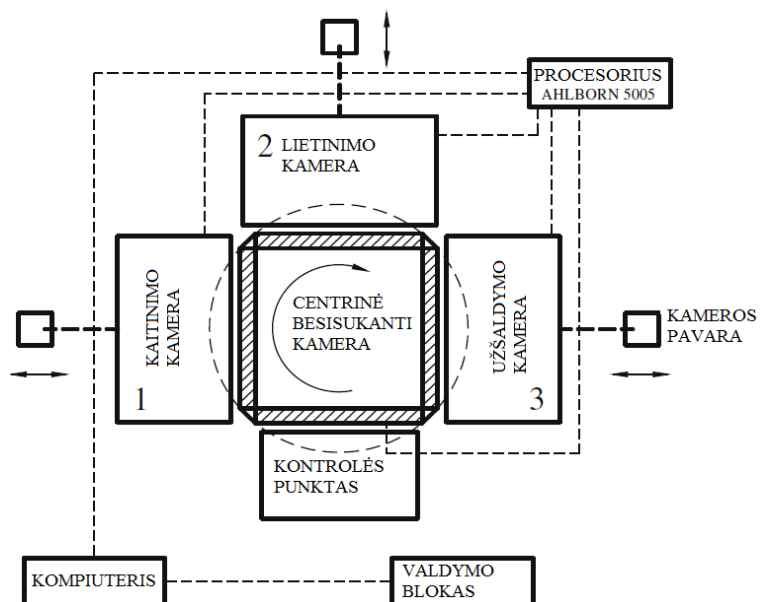 PROCESORIUS
AHLBORN 5005
2 LIETINIMO
KAMERA
KAITINIMO
KAMERA
1
CENTRINĖ
BESISUKANTI
KAMERA
UŽŠALDYMO
KAMERA
3
KAMEROS
PAVARA
KONTROLĖS
PUNKTAS
KOMPIUTERIS
VALDYMO
BLOKAS